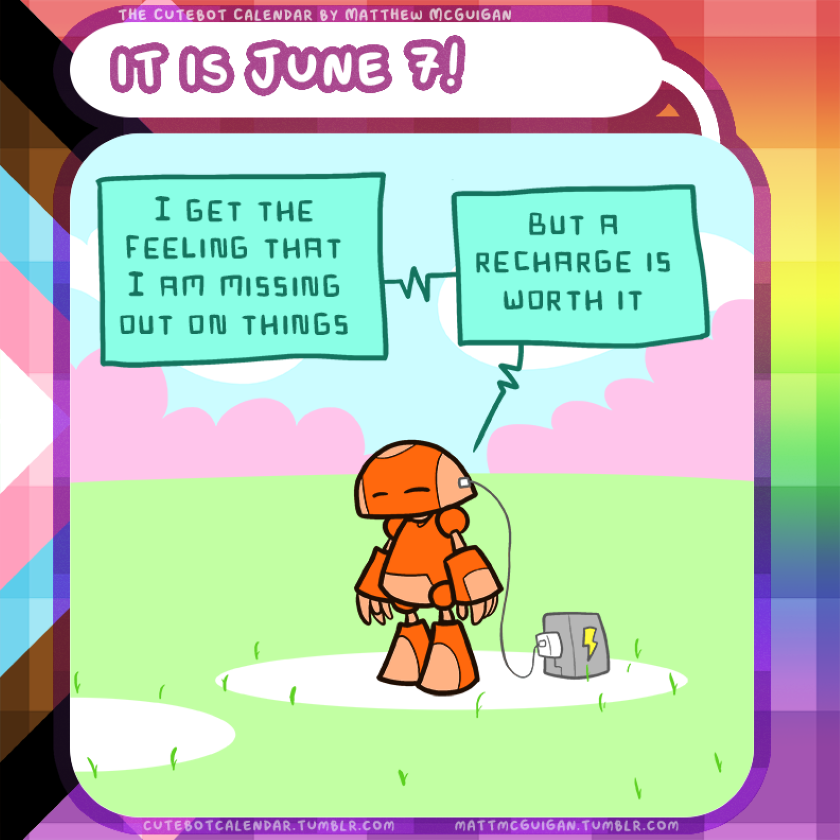 THE CUTEBOT CALENDAR BY MATTHEW MCGUIGAN
IT IS JUNE 7!
I GET THE
FEELING THAT
I AM MISSING
OUT ON THINGS
BUT A
RECHARGE IS
WORTH IT
CUTEBOTCALENDAR.TUMBLR.COM
MATTMCGUIGAN.TUMBLR.COM